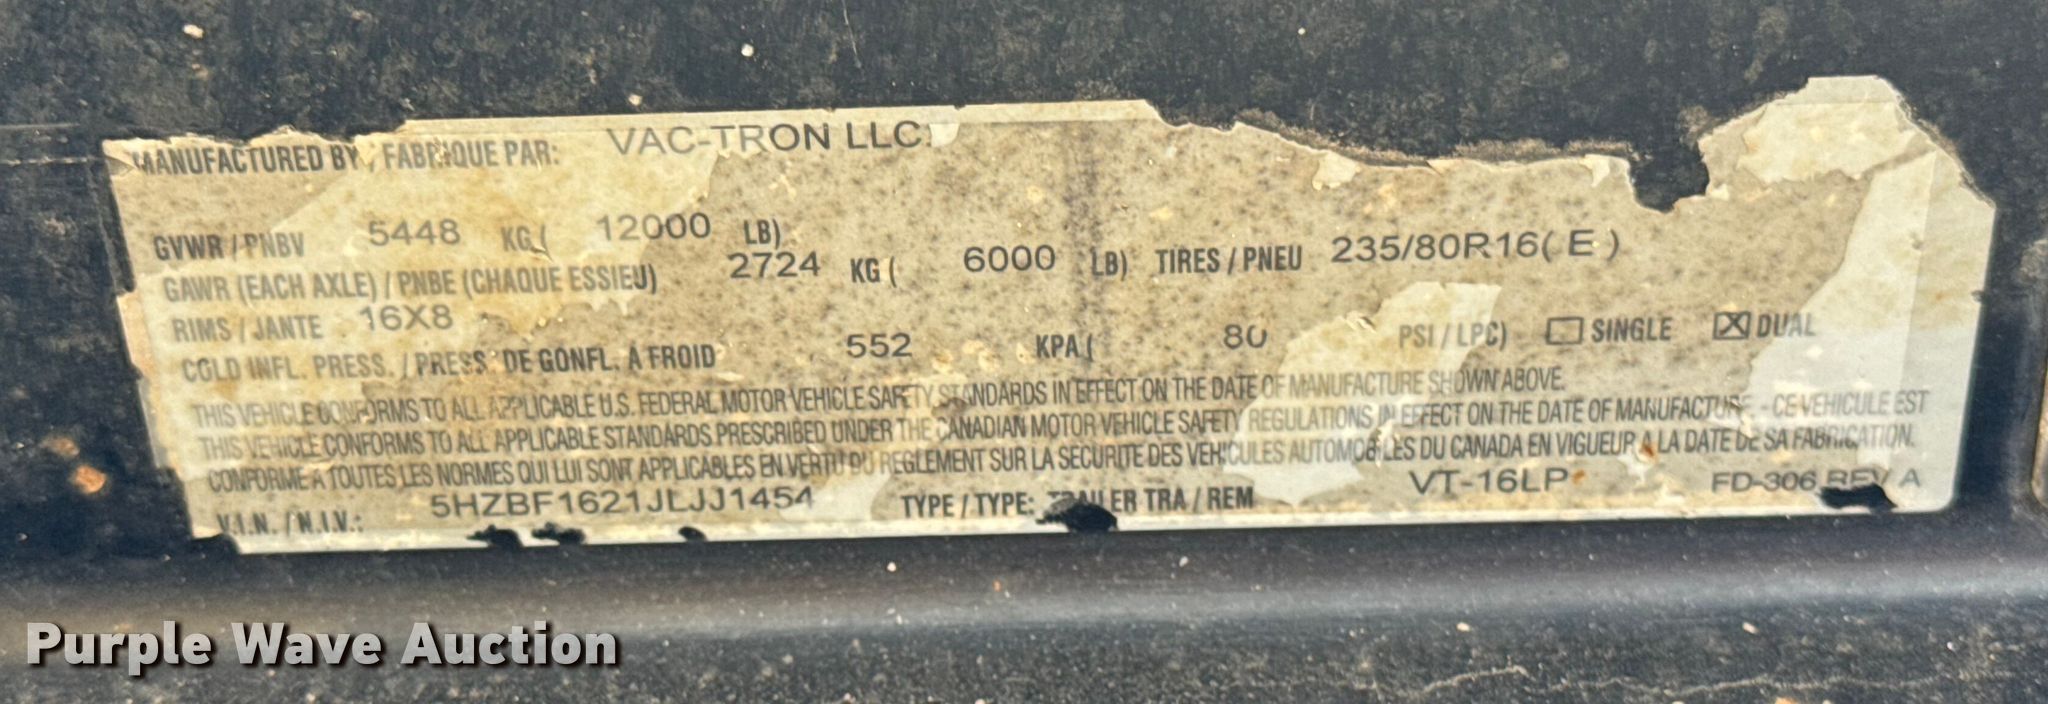 MANUFACTURED BY / FABRIQUE PAR: VAC-TRON LLC.
GVWR / PNBV 5448 KG ( 12000 LB)
GAWR (EACH AXLE) / PNBE (CHAQUE ESSIEU) 2724 KG ( 6000 LB) TIRES / PNEU 235/80R16( E )
RIMS / JANTE 16X8
COLD INFL. PRESS. / PRESS. DE GONFL. A FROID 552 KPA ( 80 PSI / LPC) ☐ SINGLE ☒ DUAL
THIS VEHICLE CONFORMS TO ALL APPLICABLE U.S. FEDERAL MOTOR VEHICLE SAFETY STANDARDS IN EFFECT ON THE DATE OF MANUFACTURE SHOWN ABOVE.
THIS VEHICLE CONFORMS TO ALL APPLICABLE STANDARDS PRESCRIBED UNDER THE CANADIAN MOTOR VEHICLE SAFETY REGULATIONS IN EFFECT ON THE DATE OF MANUFACTURE. - CE VEHICULE EST
CONFORME A TOUTES LES NORMES QUI LUI SONT APPLICABLES EN VERTU DU REGLEMENT SUR LA SECURITE DES VEHICULES AUTOMOBILES DU CANADA EN VIGUEUR A LA DATE DE SA FABRICATION.
V.I.N. / N.I.V.: 5HZBF1621JLJJ1454 TYPE / TYPE: TRAILER TRA / REM VT-16LP FD-306 REV A
Purple Wave Auction